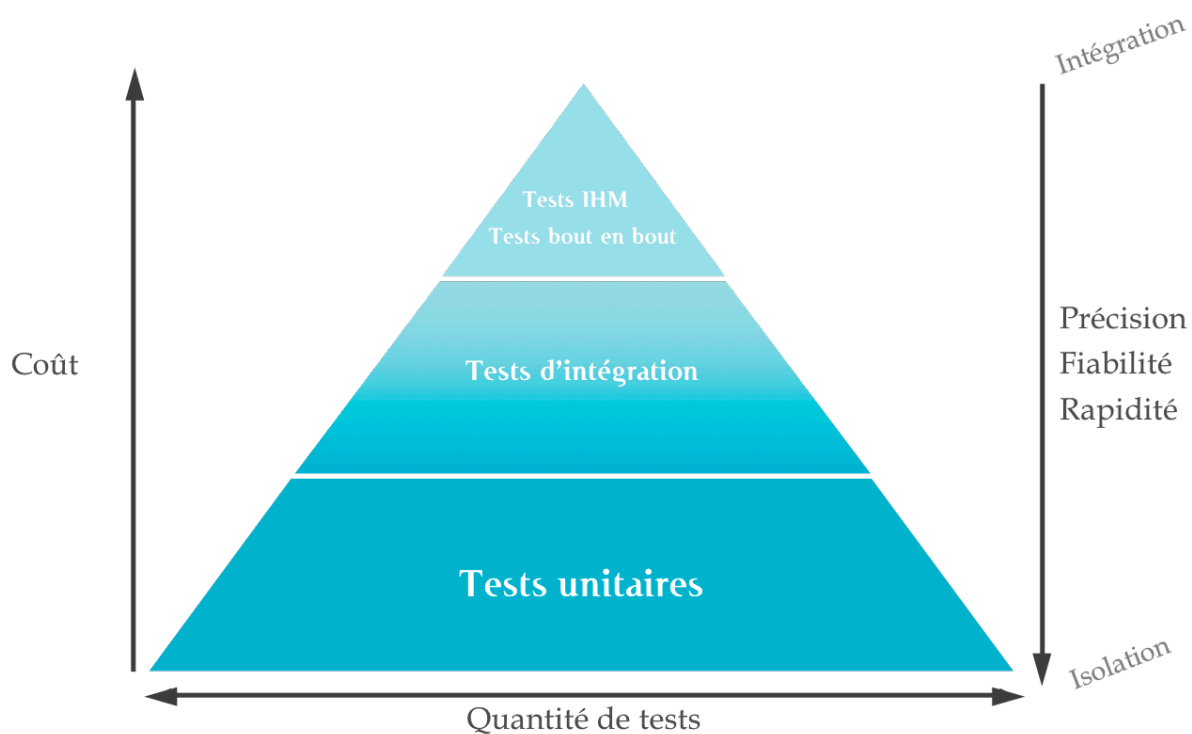 Intégration
Tests IHM
Tests bout en bout
Coût
Tests d'intégration
Précision
Fiabilité
Rapidité
Tests unitaires
Isolation
Quantité de tests